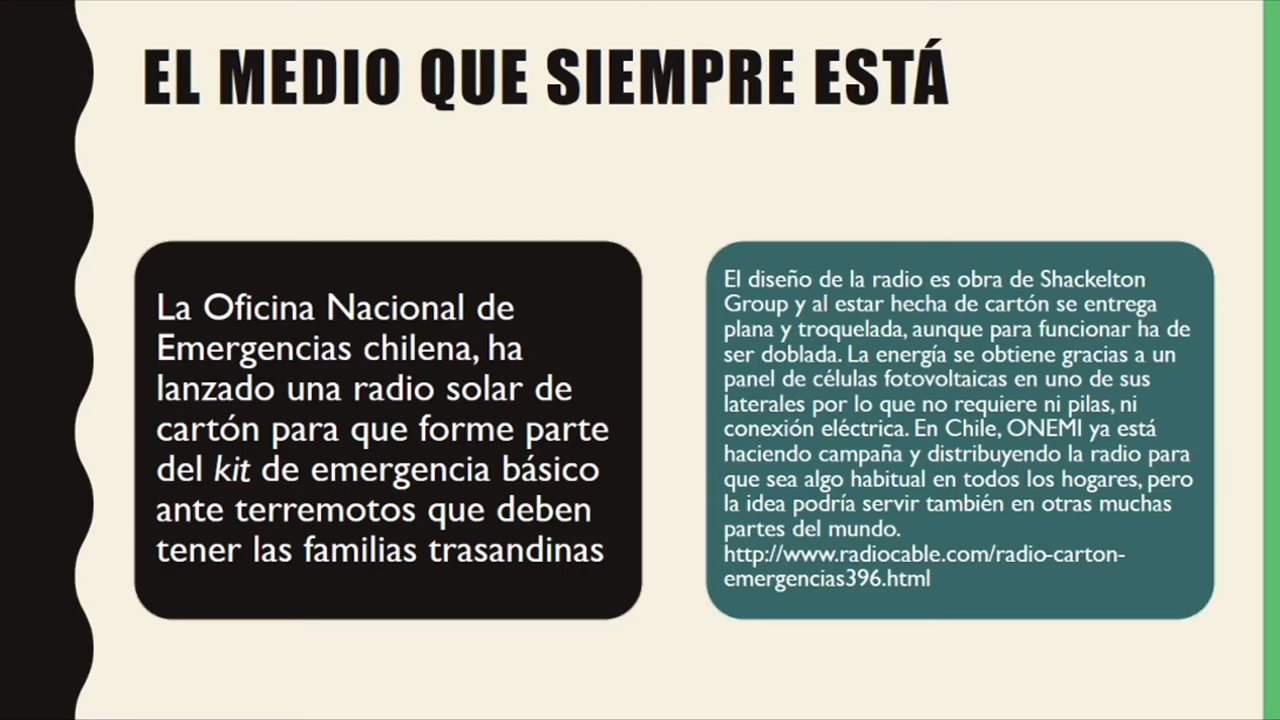 EL MEDIO QUE SIEMPRE ESTÁ
La Oficina Nacional de
Emergencias chilena, ha
lanzado una radio solar de
cartón para que forme parte
del kit de emergencia básico
ante terremotos que deben
tener las familias trasandinas
El diseño de la radio es obra de Shackelton
Group y al estar hecha de cartón se entrega
plana y troquelada, aunque para funcionar ha de
ser doblada. La energía se obtiene gracias a un
panel de células fotovoltaicas en uno de sus
laterales por lo que no requiere ni pilas, ni
conexión eléctrica. En Chile, ONEMI ya está
haciendo campaña y distribuyendo la radio para
que sea algo habitual en todos los hogares, pero
la idea podría servir también en otras muchas
partes del mundo.
http://www.radiocable.com/radio-carton-
emergencias396.html